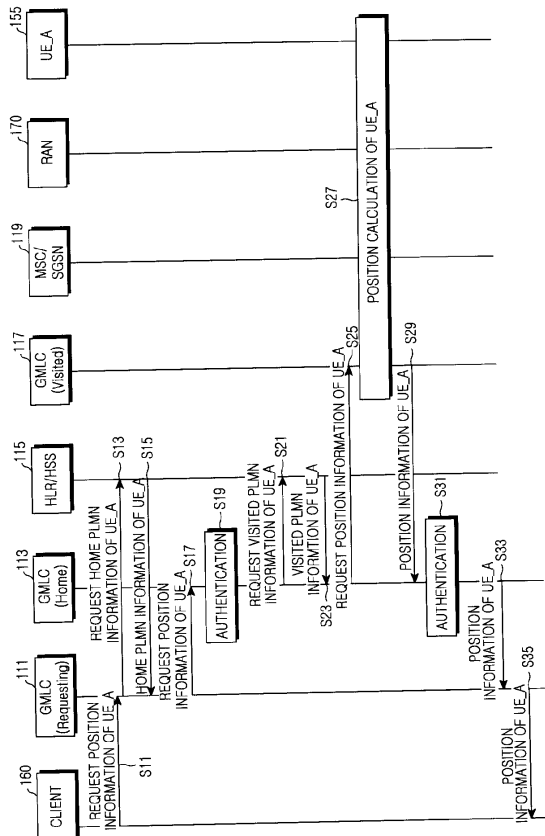 160
CLIENT
111
GMLC
(Requesting)
113
GMLC
(Home)
115
HLR/HSS
117
GMLC
(Visited)
119
MSC/
SGSN
170
RAN
155
UE_A
REQUEST POSITION
INFORMATION OF UE_A
S11
REQUEST HOME PLMN
INFORMATION OF UE_A
S13
HOME PLMN INFORMATION OF UE_A
S15
REQUEST POSITION
INFORMATION OF UE_A
S17
AUTHENTICATION
S19
REQUEST VISITED PLMN
INFORMATION OF UE_A
S21
VISITED PLMN
INFORMTION OF UE_A
S23
REQUEST POSITION INFORMATION OF UE_A
S25
POSITION CALCULATION OF UE_A
S27
POSITION INFORMATION OF UE_A
S29
AUTHENTICATION
S31
POSITION
INFORMATION OF UE_A
S33
POSITION
INFORMATION OF UE_A
S35